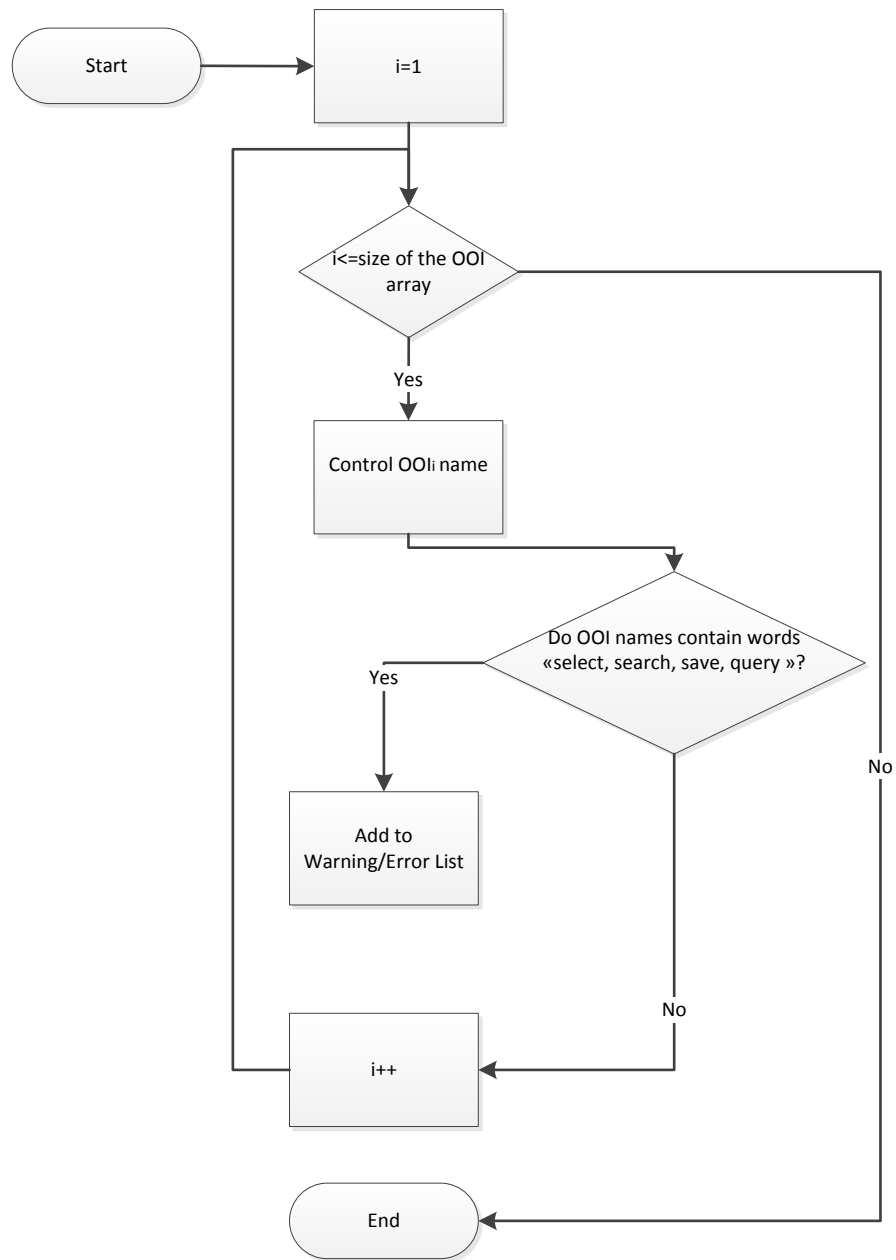 Start
i=1
i<=size of the OOI
array
Yes
Control OOIi name
Do OOI names contain words
«select, search, save, query »?
Yes
No
Add to
Warning/Error List
No
i++
End